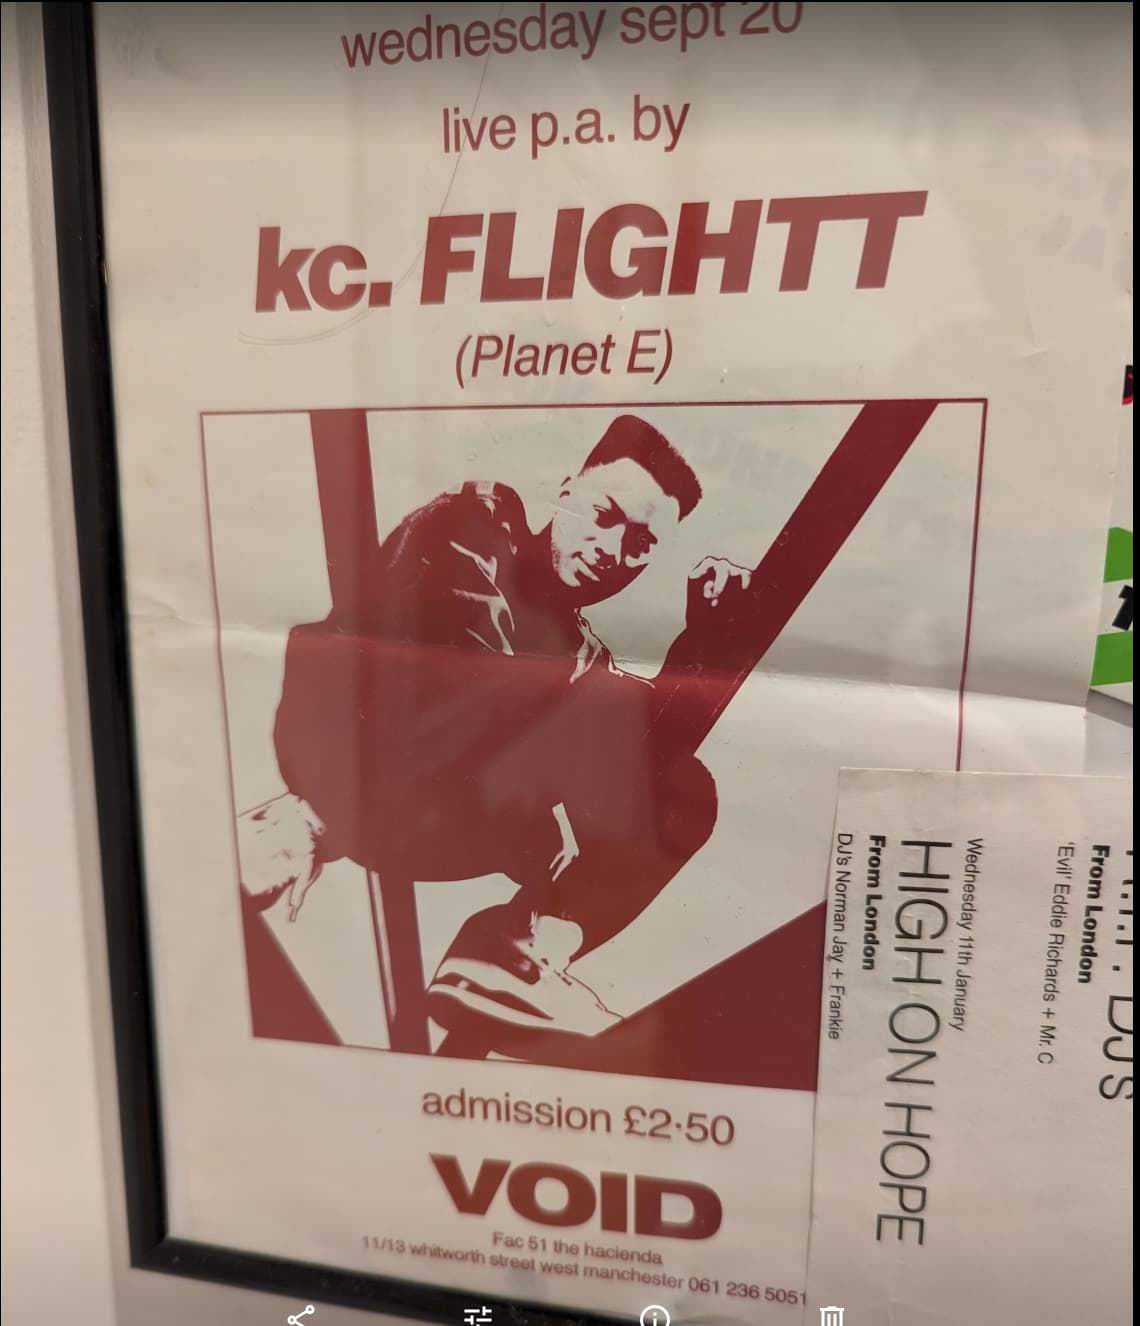 wednesday sept 20
live p.a. by
kc. FLIGHTT
(Planet E)
admission £2·50
VOID
Fac 51 the hacienda
11/13 whitworth street west manchester 061 236 5051
DJ'S
From London
'Evil' Eddie Richards + Mr. C
Wednesday 11th January
HIGH ON HOPE
From London
DJ's Norman Jay + Frankie